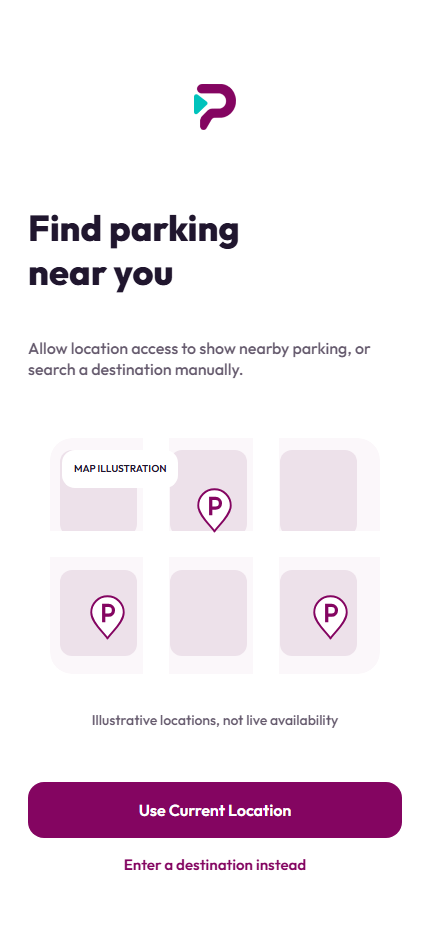 Find parking
near you
Allow location access to show nearby parking, or
search a destination manually.
MAP ILLUSTRATION
P
P
P
Illustrative locations, not live availability
Use Current Location
Enter a destination instead